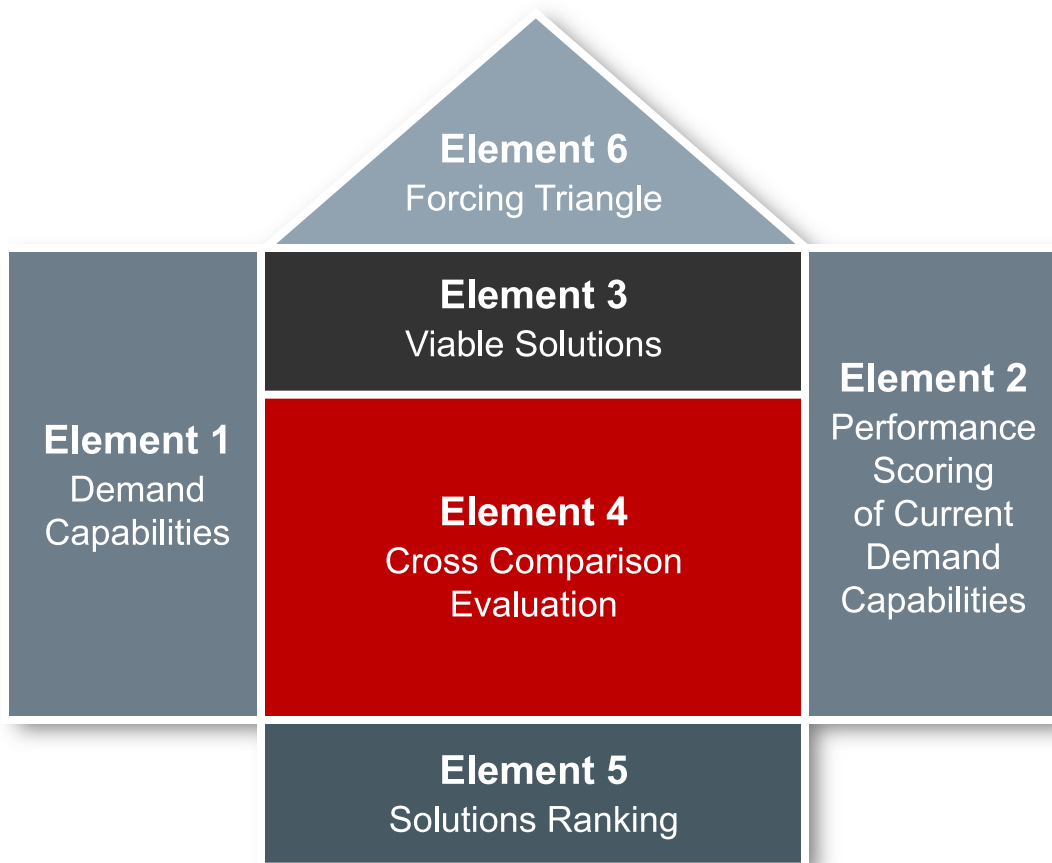 Element 6
Forcing Triangle
Element 3
Viable Solutions
Element 1
Demand
Capabilities
Element 4
Cross Comparison
Evaluation
Element 2
Performance
Scoring
of Current
Demand
Capabilities
Element 5
Solutions Ranking